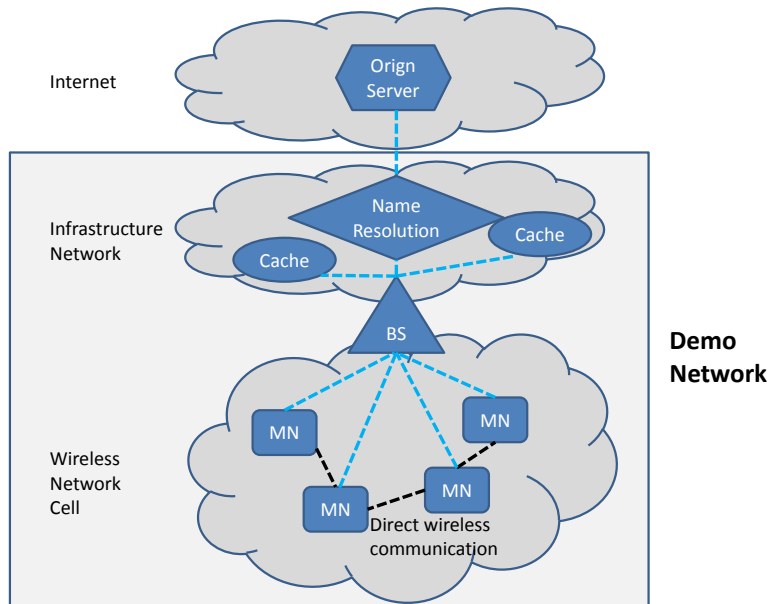 Internet
Orign
Server
Infrastructure
Network
Name
Resolution
Cache
Cache
BS
Demo
Network
Wireless
Network
Cell
MN
MN
MN
MN
Direct wireless
communication